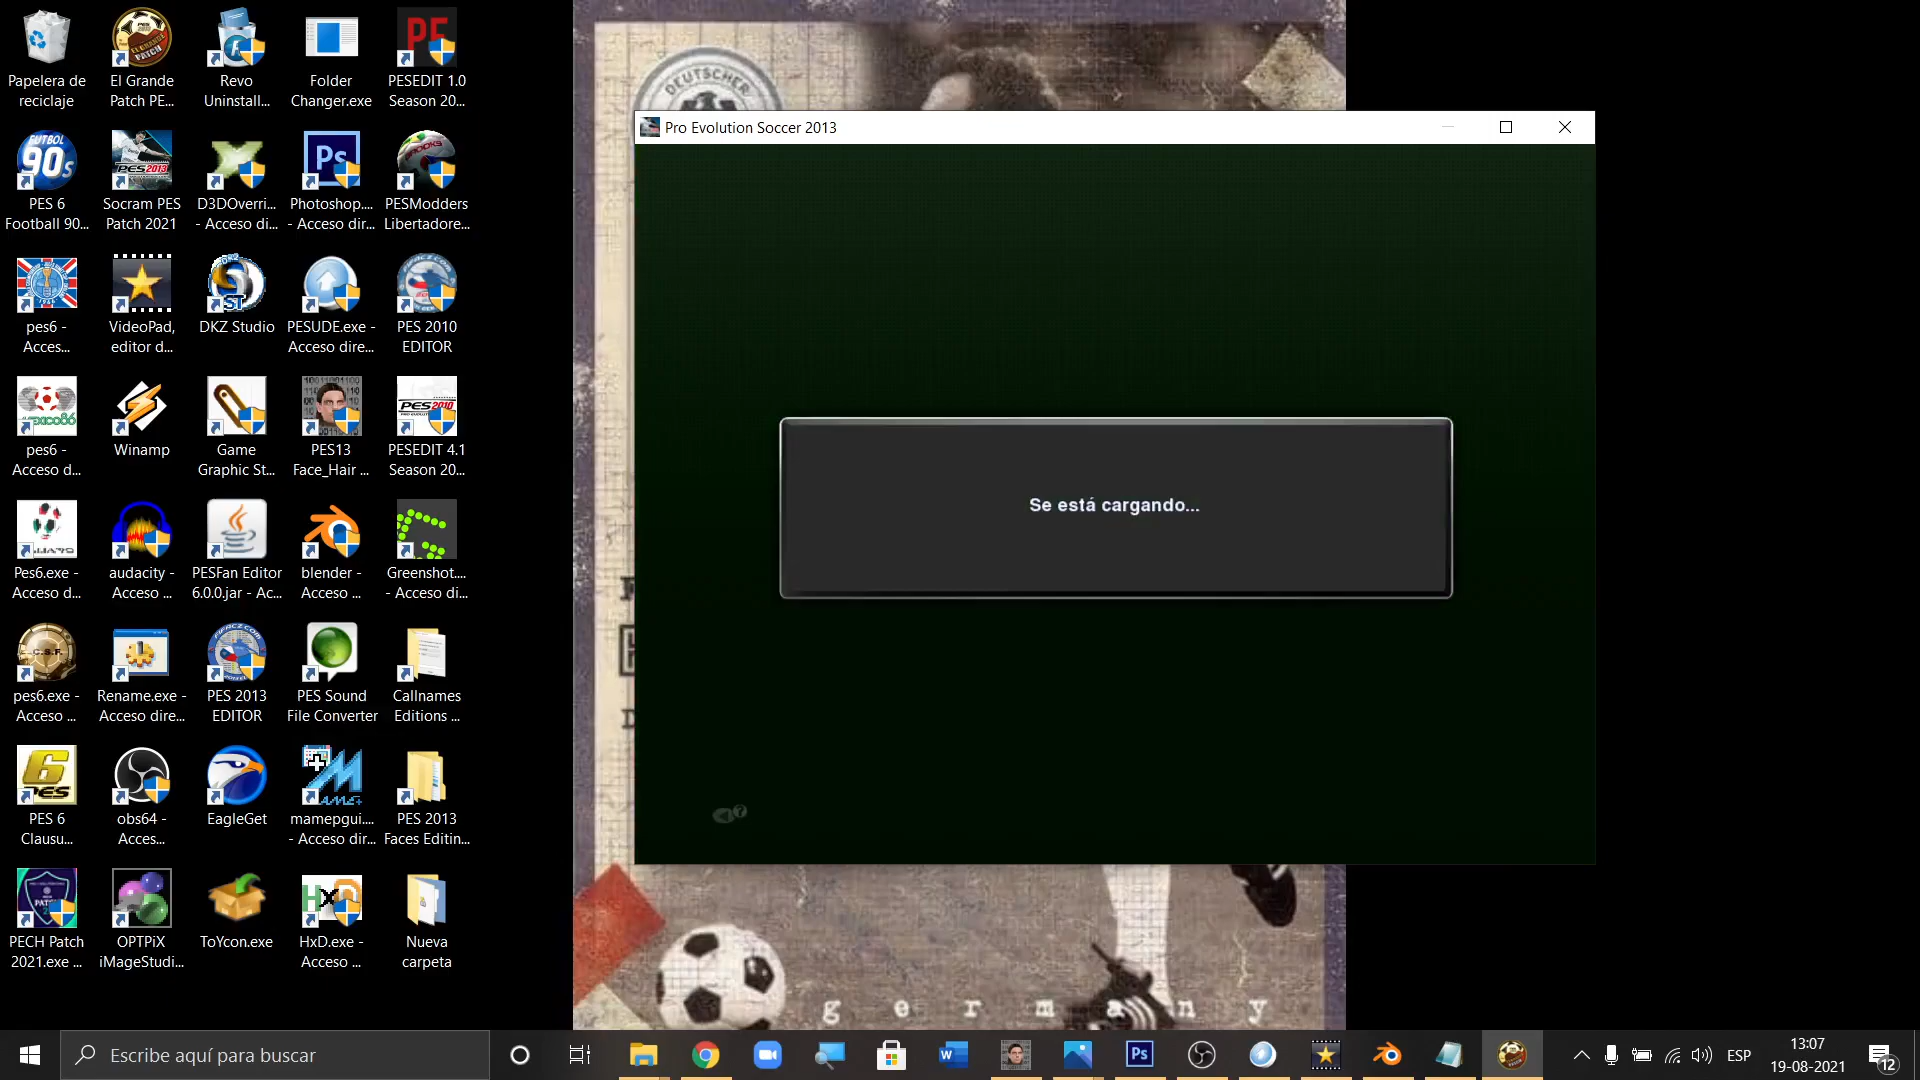 Papelera de
reciclaje
El Grande
Patch PE...
Revo
Uninstall...
Folder
Changer.exe
PESEDIT 1.0
Season 20...
PES 6
Football 90...
Socram PES
Patch 2021
D3DOverri...
- Acceso di...
Photoshop....
- Acceso dir...
PESModders
Libertadore...
pes6 -
Acces...
VideoPad,
editor d...
DKZ Studio
PESUDE.exe -
Acceso dire...
PES 2010
EDITOR
pes6 -
Acceso d...
Winamp
Game
Graphic St...
PES13
Face_Hair ...
PESEDIT 4.1
Season 20...
Pes6.exe -
Acceso d...
audacity -
Acceso ...
PESFan Editor
6.0.0.jar - Ac...
blender -
Acceso ...
Greenshot....
- Acceso di...
pes6.exe -
Acceso ...
Rename.exe -
Acceso dire...
PES 2013
EDITOR
PES Sound
File Converter
Callnames
Editions ...
PES 6
Clausu...
obs64 -
Acces...
EagleGet
mamepgui....
- Acceso dir...
PES 2013
Faces Editin...
PECH Patch
2021.exe ...
OPTPiX
iMageStudi...
ToYcon.exe
HxD.exe -
Acceso ...
Nueva
carpeta
DEUTSCHER
Pro Evolution Soccer 2013
Se está cargando...
germany
Escribe aquí para buscar
ESP
13:07
19-08-2021
12